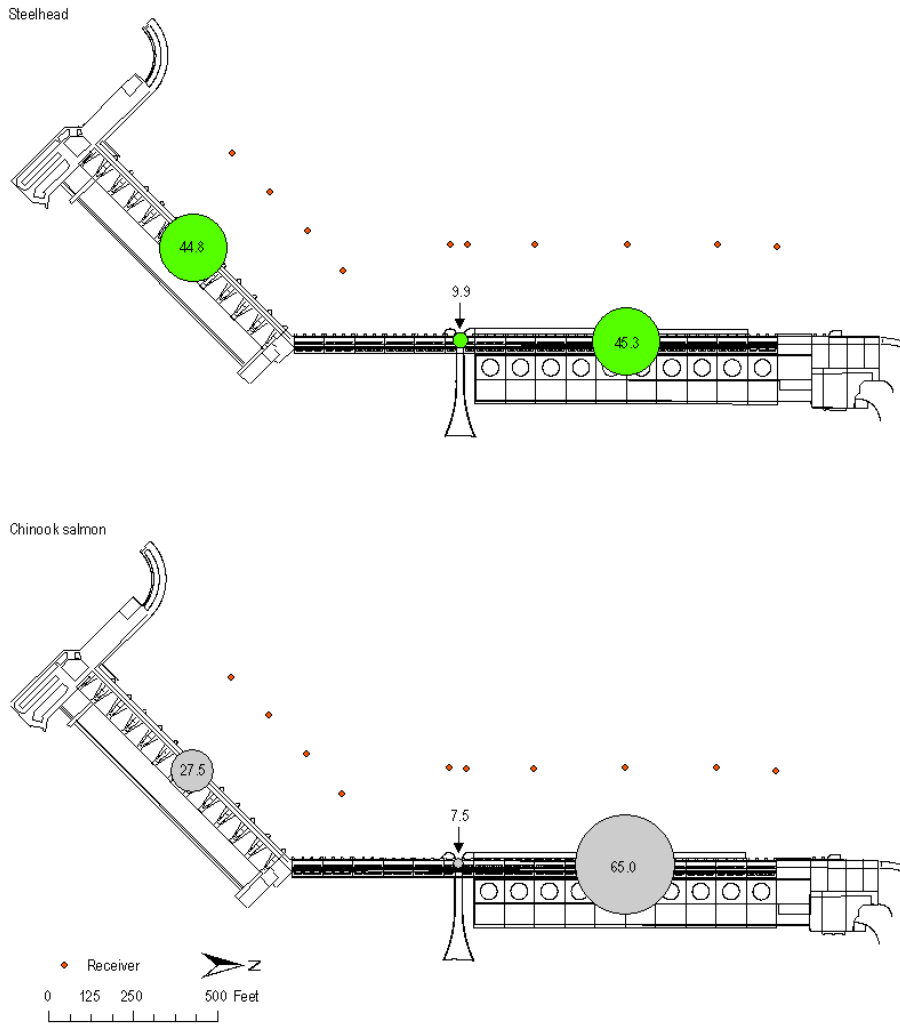 Steelhead
44.8
9.9
45.3
Chinook salmon
27.5
7.5
65.0
Receiver
N
0 125 250 500 Feet